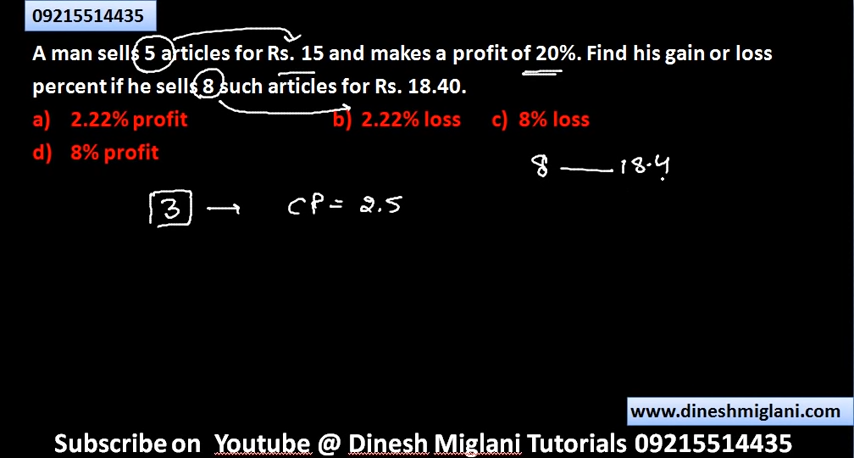 09215514435
A man sells 5 articles for Rs. 15 and makes a profit of 20%. Find his gain or loss
percent if he sells 8 such articles for Rs. 18.40.
a) 2.22% profit b) 2.22% loss c) 8% loss
d) 8% profit
8 — 18.4
3 → CP = 2.5
www.dineshmiglani.com
Subscribe on Youtube @ Dinesh Miglani Tutorials 09215514435